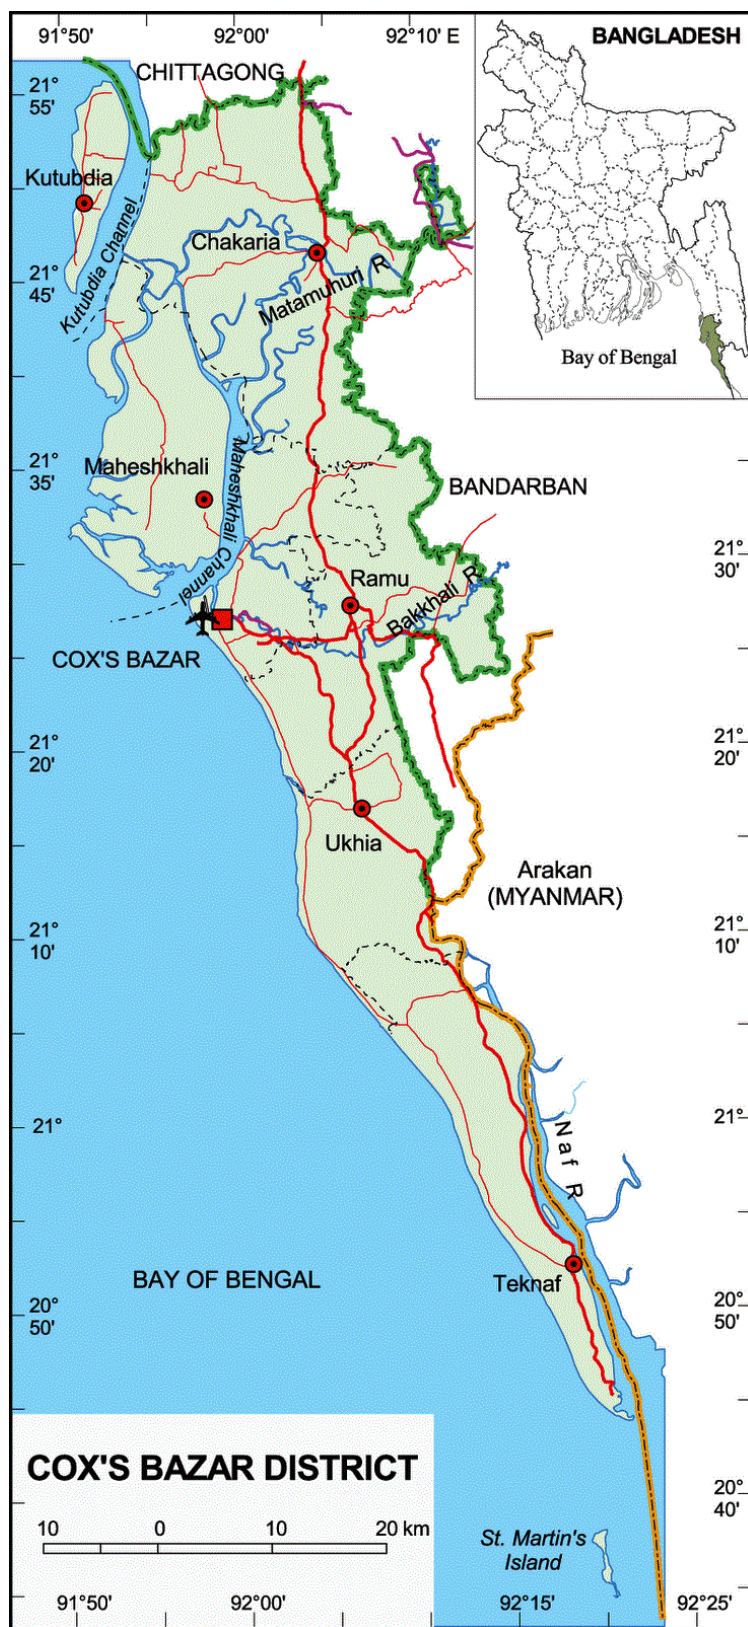 91°50'
92°00'
92°10' E
BANGLADESH
21°
55'
CHITTAGONG
Kutubdia
Kutubdia Channel
Chakaria
Matamuhuri R
21°
45'
Bay of Bengal
21°
35'
Maheshkhali
Maheshkhali Channel
BANDARBAN
21°
30'
Ramu
Bakkhali R
COX'S BAZAR
21°
20'
21°
20'
Ukhia
Arakan
(MYANMAR)
21°
10'
21°
10'
21°
21°
Naf R
BAY OF BENGAL
Teknaf
20°
50'
20°
50'
COX'S BAZAR DISTRICT
20°
40'
10 0 10 20 km
St. Martin's
Island
91°50'
92°00'
92°15'
92°25'